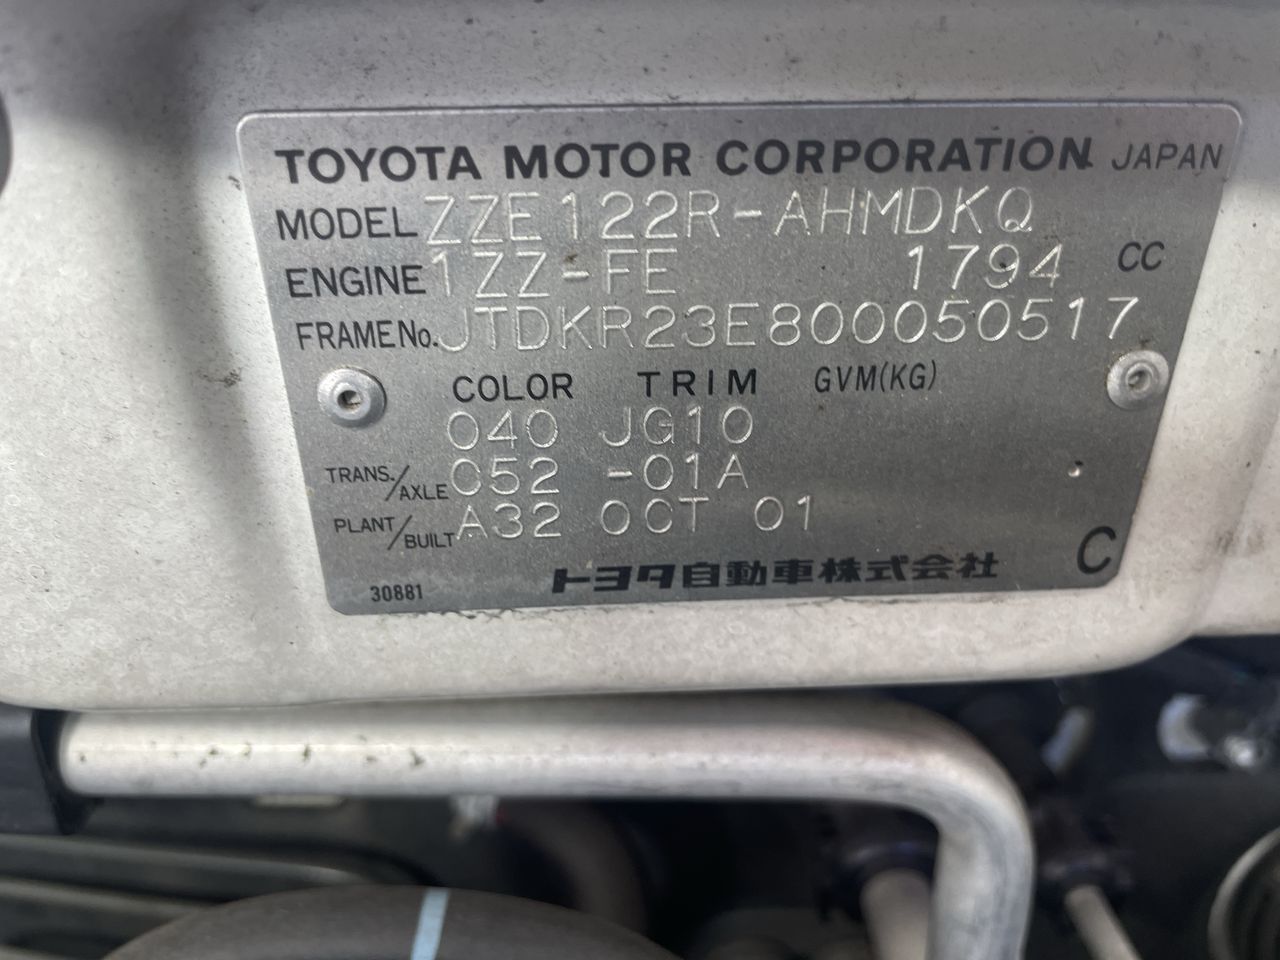 TOYOTA MOTOR CORPORATION JAPAN
MODEL ZZE122R-AHMDKQ
ENGINE 1ZZ-FE 1794 CC
FRAME No. JTDKR23E800050517
COLOR TRIM GVM(KG)
040 JG10
TRANS./AXLE C52 -01A
PLANT/BUILT A32 OCT 01
30881 トヨタ自動車株式会社 C